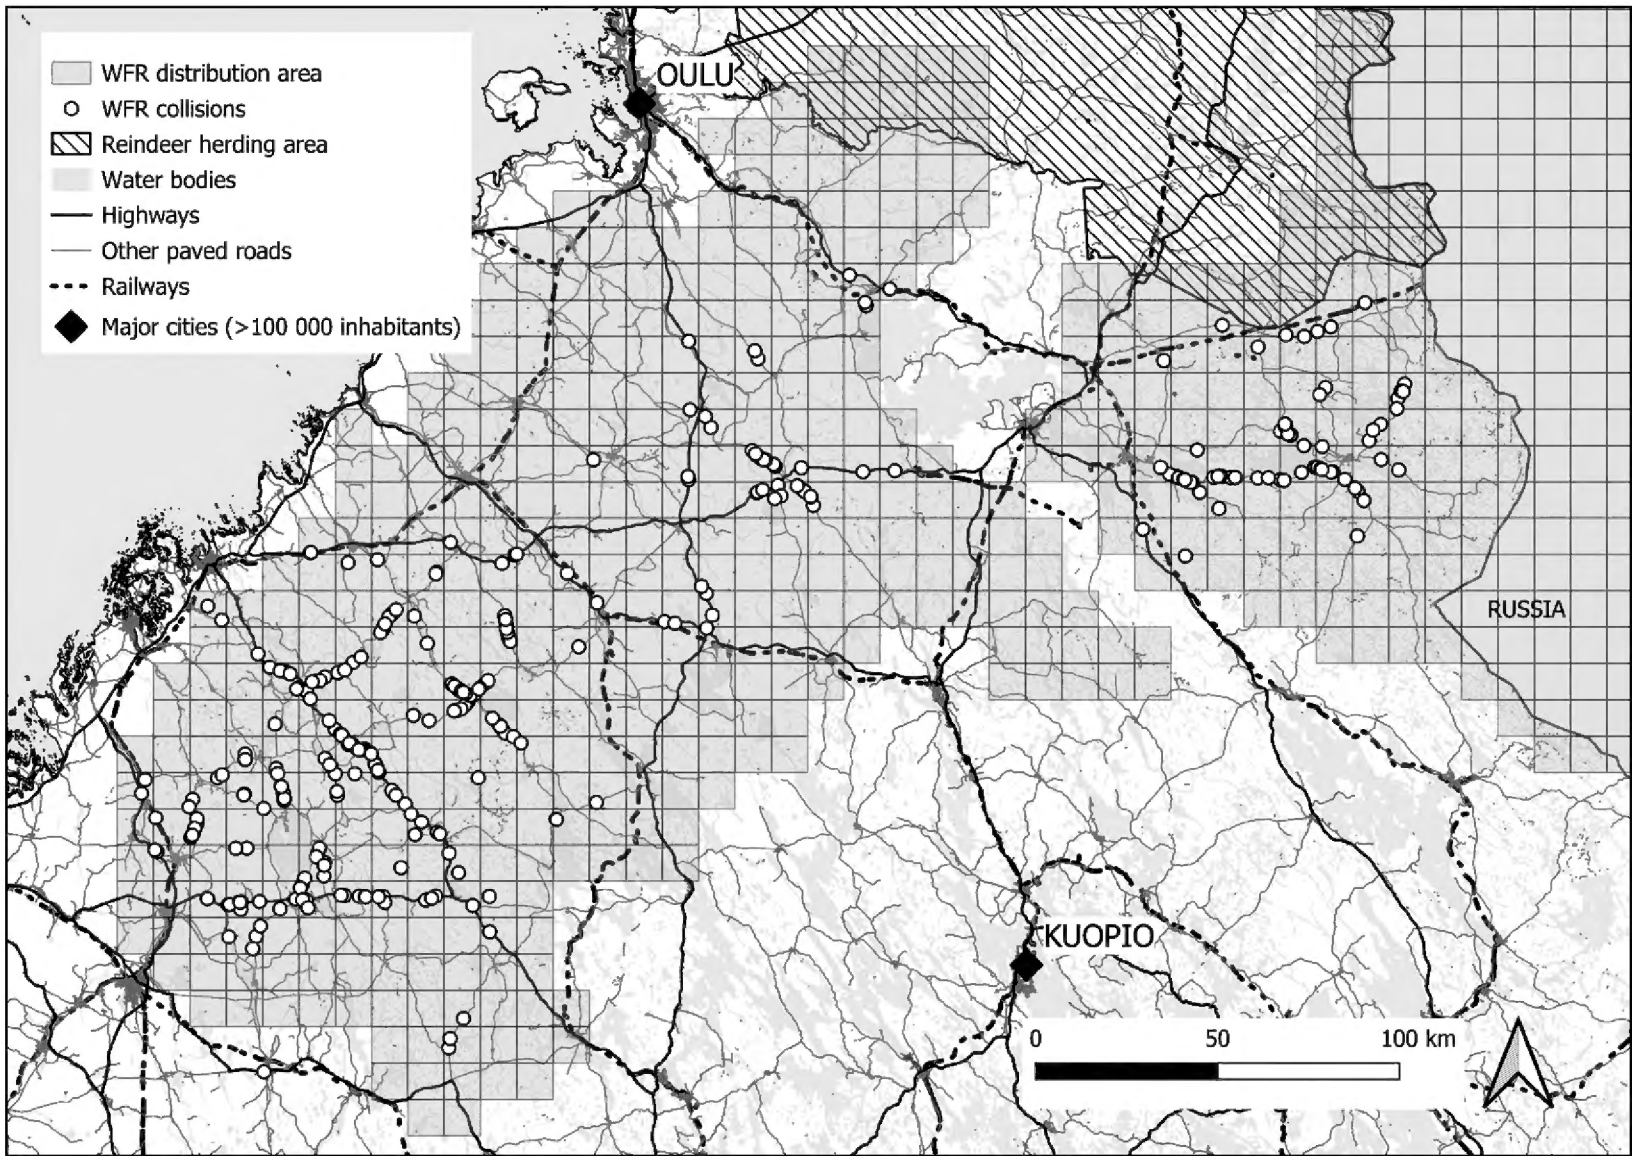 WFR distribution area
WFR collisions
Reindeer herding area
Water bodies
Highways
Other paved roads
Railways
Major cities (>100 000 inhabitants)
OULU
RUSSIA
KUOPIO
0 50 100 km